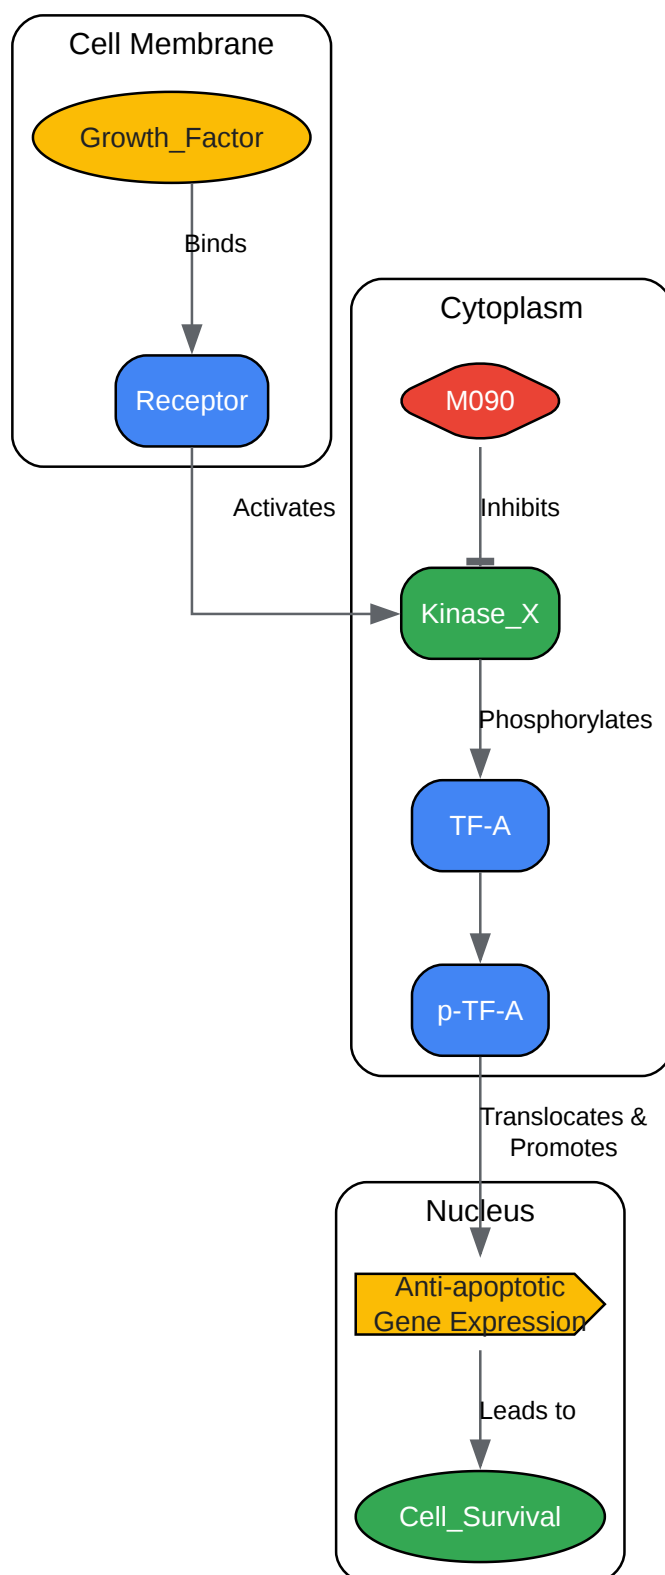 Cell Membrane
Growth_Factor
Binds
Receptor
Activates
Cytoplasm
M090
Inhibits
Kinase_X
Phosphorylates
TF-A
p-TF-A
Translocates &
Promotes
Nucleus
Anti-apoptotic
Gene Expression
Leads to
Cell_Survival